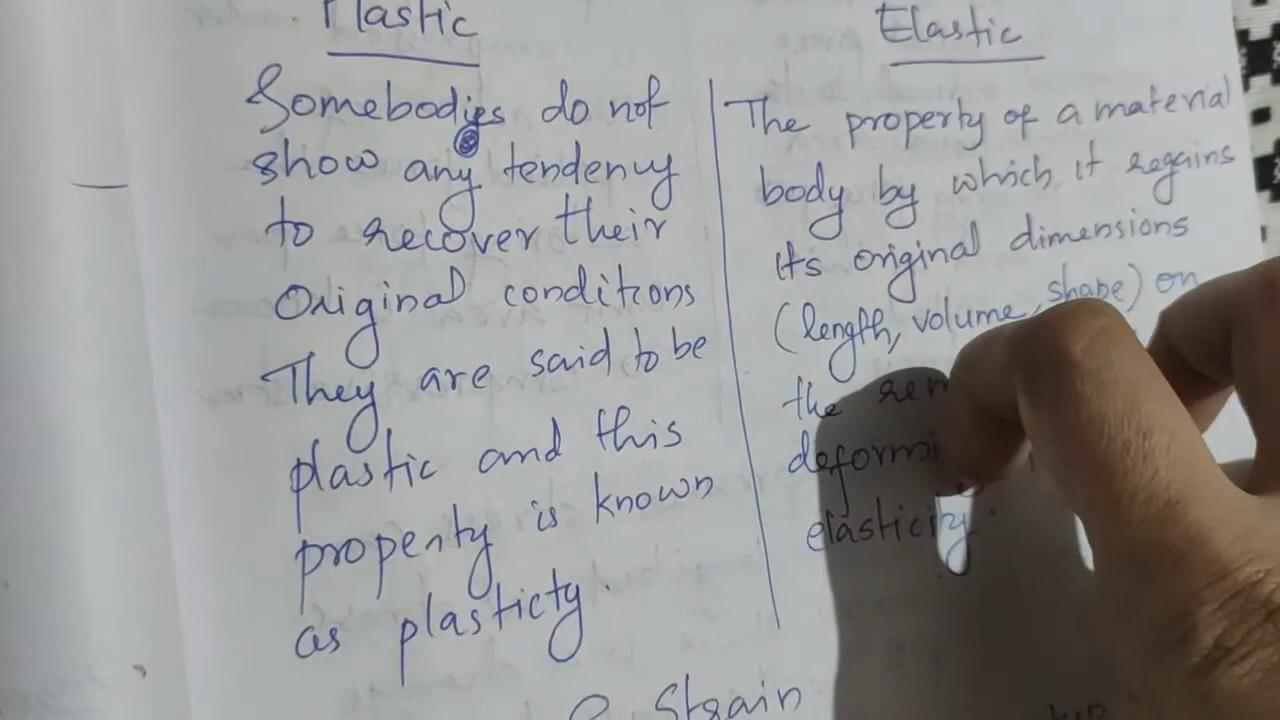 Plastic
Somebodies do not
show any tendency
to recover their
Original conditions
They are said to be
plastic and this
property is known
as plasticty.
Elastic
The property of a material
body by which it regains
its original dimensions
(length, volume, shape) on
the
elasticity.
Strain